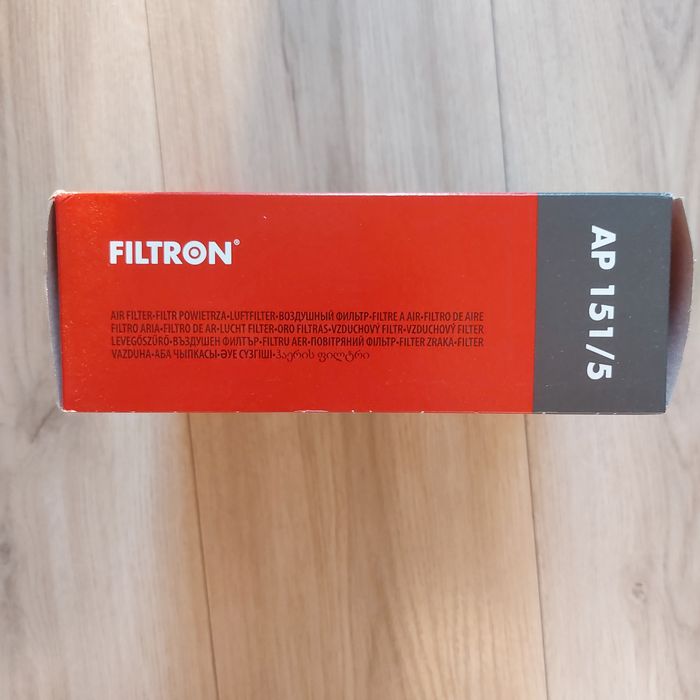 FILTRON®
AIR FILTER•FILTR POWIETRZA•LUFTFILTER•ВОЗДУШНЫЙ ФИЛЬТР•FILTRE A AIR•FILTRO DE AIRE
FILTRO ARIA•FILTRO DE AR•LUCHT FILTER•ORO FILTRAS•VZDUCHOVÝ FILTR•VZDUCHOVÝ FILTER
LEVEGŐSZŰRŐ•ВЪЗДУШЕН ФИЛТЪР•FILTRU AER•ПОВІТРЯНИЙ ФІЛЬТР•FILTER ZRAKA•FILTER
VAZDUHA•АБА ЧЫПКАСЫ•ӘУЕ СҮЗГІШІ•ჰაერის ფილტრი
AP 151/5